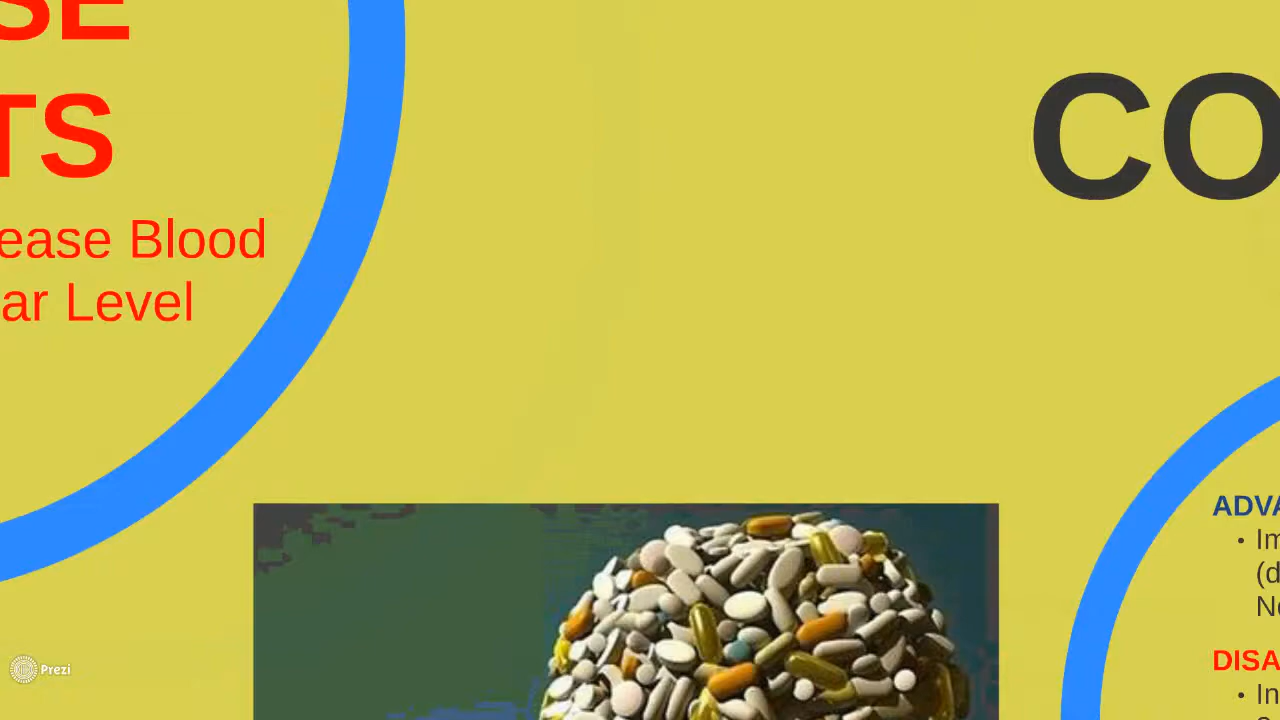 SE
TS
ease Blood
ar Level
CO
ADVA
• Im
(d
Ne
DISA
• In
Prezi